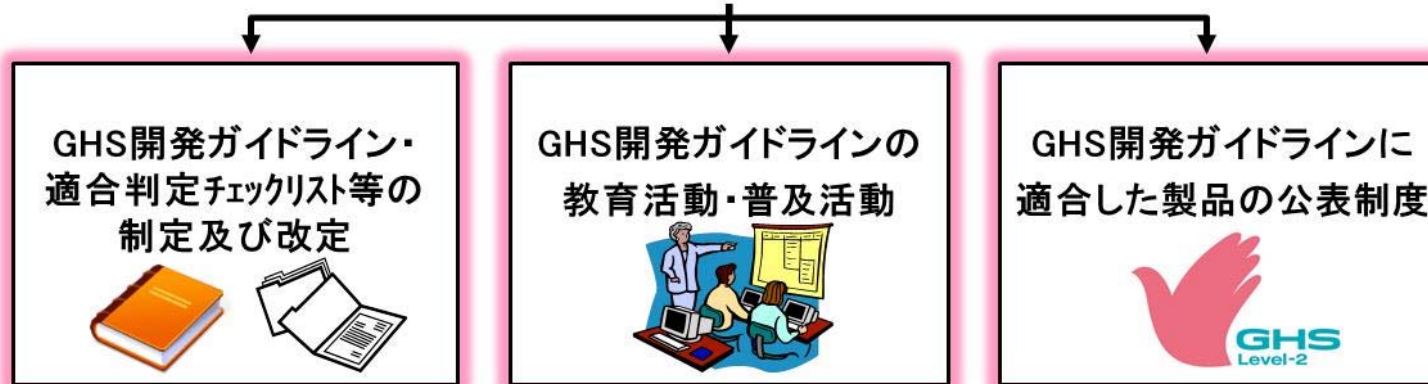 GHS開発ガイドライン・
適合判定チェックリスト等の
制定及び改定
GHS開発ガイドラインの
教育活動・普及活動
GHS開発ガイドラインに
適合した製品の公表制度
GHS
Level-2